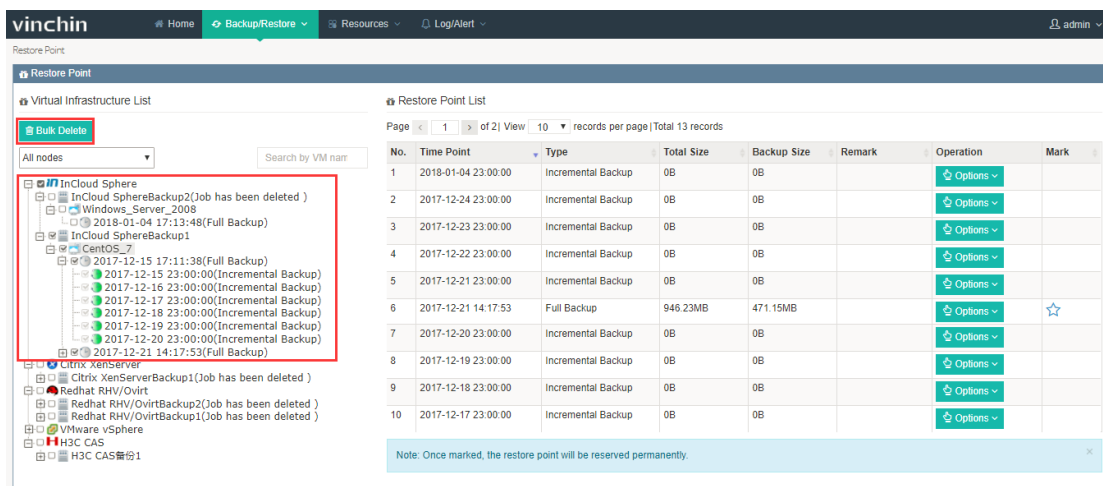 vinchin Home Backup/Restore Resources Log/Alert admin
Restore Point
Restore Point
Virtual Infrastructure List
Bulk Delete
All nodes Search by VM narr
InCloud Sphere
InCloud SphereBackup2(Job has been deleted )
Windows_Server_2008
2018-01-04 17:13:48(Full Backup)
InCloud SphereBackup1
CentOS_7
2017-12-15 17:11:38(Full Backup)
2017-12-15 23:00:00(Incremental Backup)
2017-12-16 23:00:00(Incremental Backup)
2017-12-17 23:00:00(Incremental Backup)
2017-12-18 23:00:00(Incremental Backup)
2017-12-19 23:00:00(Incremental Backup)
2017-12-20 23:00:00(Incremental Backup)
2017-12-21 14:17:53(Full Backup)
Citrix XenServer
Citrix XenServerBackup1(Job has been deleted )
Redhat RHV/Ovirt
Redhat RHV/OvirtBackup2(Job has been deleted )
Redhat RHV/OvirtBackup1(Job has been deleted )
VMware vSphere
H3C CAS
H3C CAS备份1
Restore Point List
Page 1 of 2| View 10 records per page|Total 13 records
No. Time Point Type Total Size Backup Size Remark Operation Mark
1 2018-01-04 23:00:00 Incremental Backup 0B 0B Options
2 2017-12-24 23:00:00 Incremental Backup 0B 0B Options
3 2017-12-23 23:00:00 Incremental Backup 0B 0B Options
4 2017-12-22 23:00:00 Incremental Backup 0B 0B Options
5 2017-12-21 23:00:00 Incremental Backup 0B 0B Options
6 2017-12-21 14:17:53 Full Backup 946.23MB 471.15MB Options
7 2017-12-20 23:00:00 Incremental Backup 0B 0B Options
8 2017-12-19 23:00:00 Incremental Backup 0B 0B Options
9 2017-12-18 23:00:00 Incremental Backup 0B 0B Options
10 2017-12-17 23:00:00 Incremental Backup 0B 0B Options
Note: Once marked, the restore point will be reserved permanently. ×